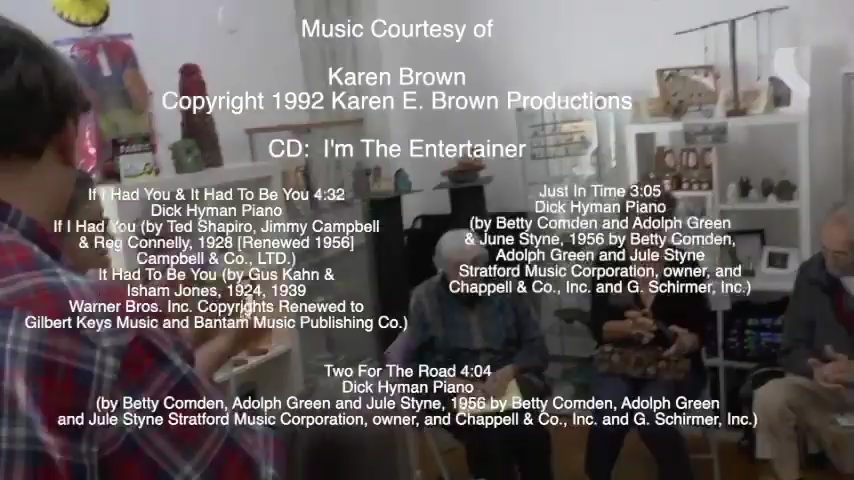 Music Courtesy of
Karen Brown
Copyright 1992 Karen E. Brown Productions
CD: I'm The Entertainer
If I Had You & It Had To Be You 4:32
Dick Hyman Piano
If I Had You (by Ted Shapiro, Jimmy Campbell
& Reg Connelly, 1928 [Renewed 1956]
Campbell & Co., LTD.)
It Had To Be You (by Gus Kahn &
Isham Jones, 1924, 1939
Warner Bros. Inc. Copyrights Renewed to
Gilbert Keys Music and Bantam Music Publishing Co.)
Just In Time 3:05
Dick Hyman Piano
(by Betty Comden and Adolph Green
& June Styne, 1956 by Betty Comden,
Adolph Green and Jule Styne
Stratford Music Corporation, owner, and
Chappell & Co., Inc. and G. Schirmer, Inc.)
Two For The Road 4:04
Dick Hyman Piano
(by Betty Comden, Adolph Green and Jule Styne, 1956 by Betty Comden, Adolph Green
and Jule Styne Stratford Music Corporation, owner, and Chappell & Co., Inc. and G. Schirmer, Inc.)